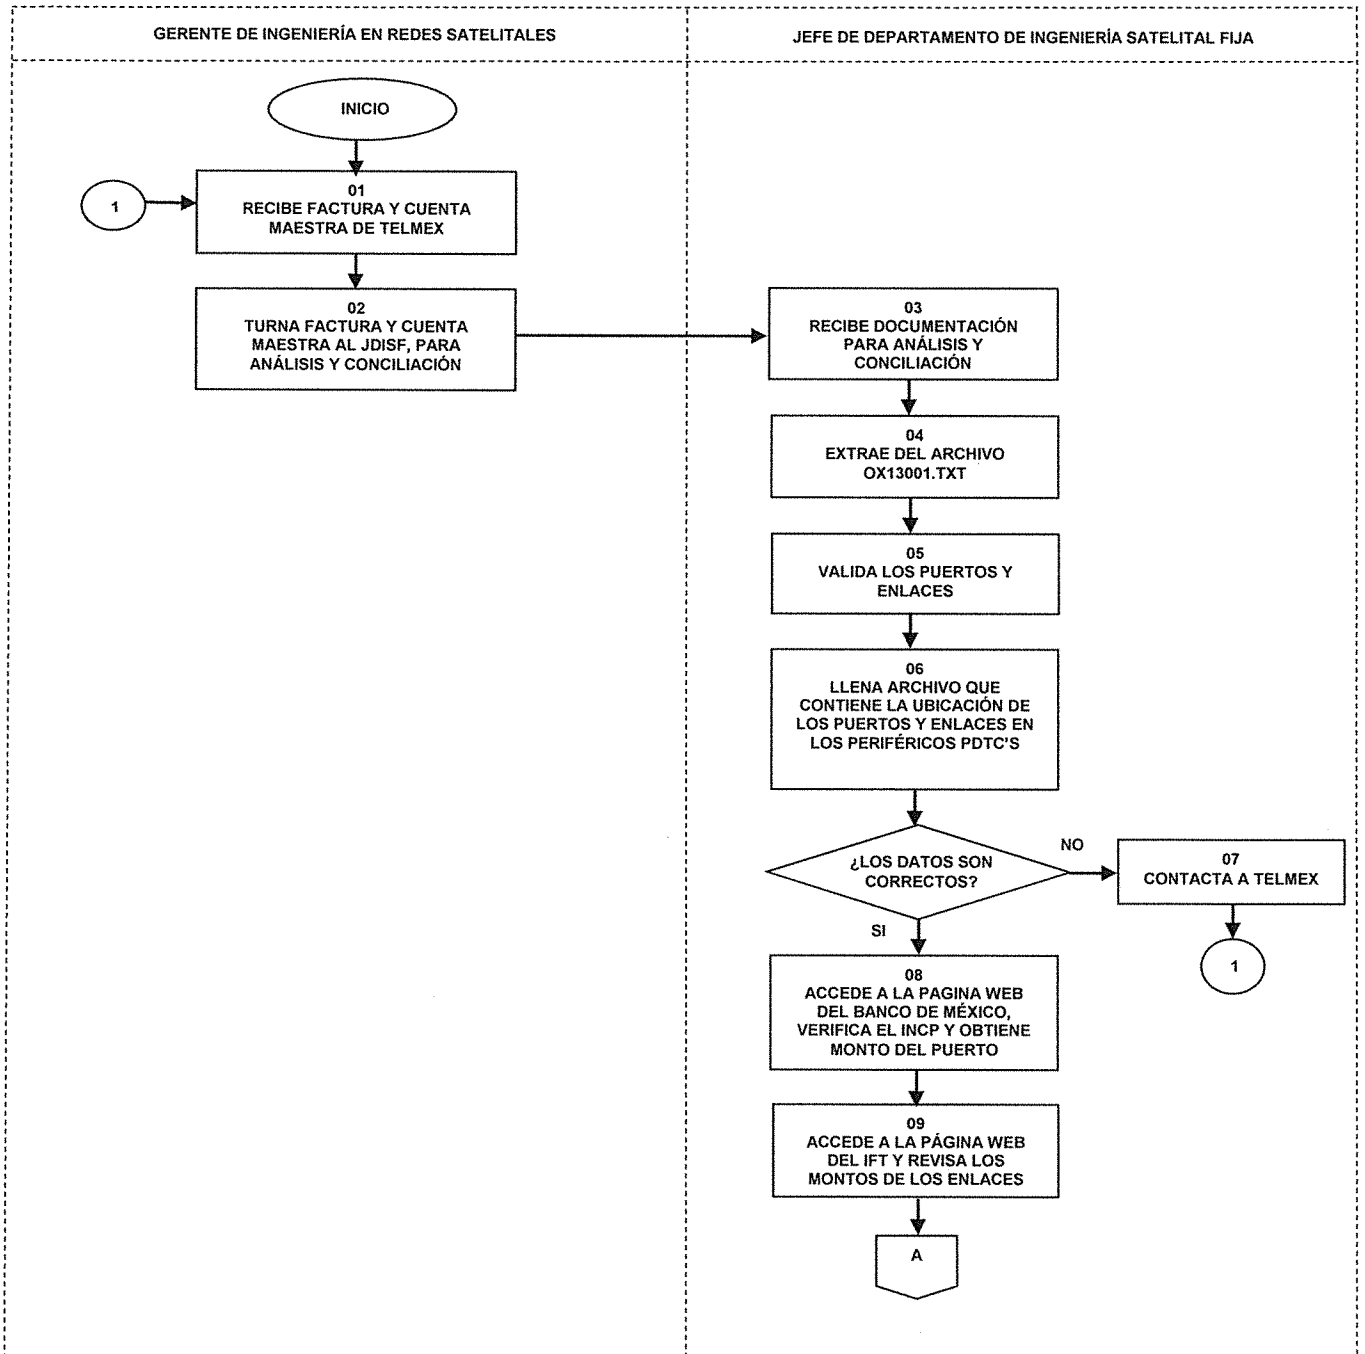 GERENTE DE INGENIERÍA EN REDES SATELITALES
JEFE DE DEPARTAMENTO DE INGENIERÍA SATELITAL FIJA
INICIO
1
01
RECIBE FACTURA Y CUENTA
MAESTRA DE TELMEX
02
TURNA FACTURA Y CUENTA
MAESTRA AL JDISF, PARA
ANÁLISIS Y CONCILIACIÓN
03
RECIBE DOCUMENTACIÓN
PARA ANÁLISIS Y
CONCILIACIÓN
04
EXTRAE DEL ARCHIVO
OX13001.TXT
05
VALIDA LOS PUERTOS Y
ENLACES
06
LLENA ARCHIVO QUE
CONTIENE LA UBICACIÓN DE
LOS PUERTOS Y ENLACES EN
LOS PERIFÉRICOS PDTC'S
¿LOS DATOS SON
CORRECTOS?
NO
07
CONTACTA A TELMEX
1
SI
08
ACCEDE A LA PAGINA WEB
DEL BANCO DE MÉXICO,
VERIFICA EL INCP Y OBTIENE
MONTO DEL PUERTO
09
ACCEDE A LA PÁGINA WEB
DEL IFT Y REVISA LOS
MONTOS DE LOS ENLACES
A